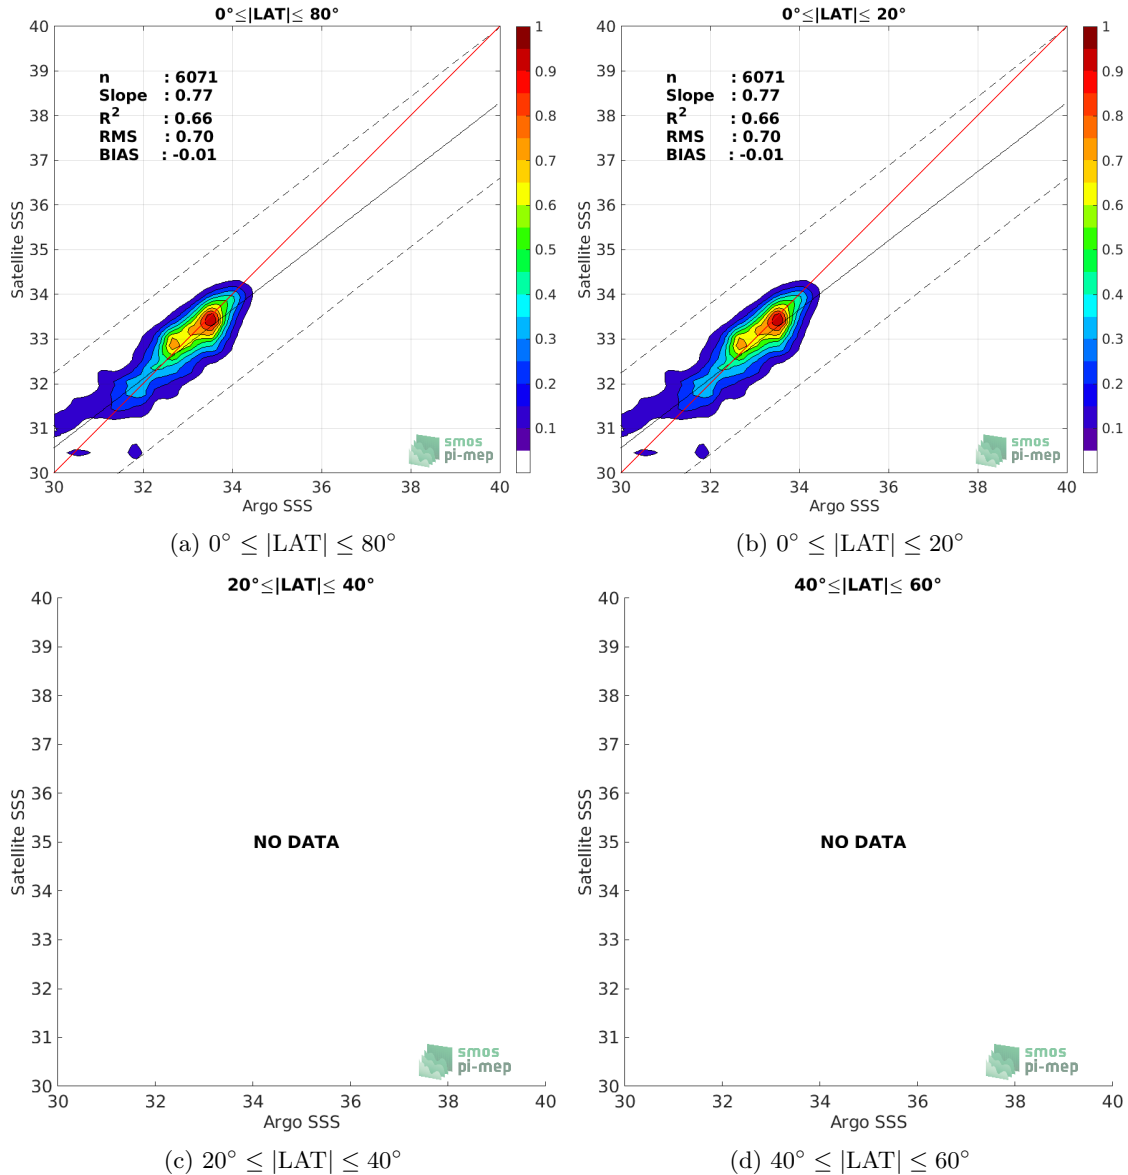 0°≤|LAT|≤ 80°
n : 6071
Slope : 0.77
R² : 0.66
RMS : 0.70
BIAS : -0.01
40
39
38
37
36
35
34
33
32
31
30
Satellite SSS
30 32 34 36 38 40
Argo SSS
1
0.9
0.8
0.7
0.6
0.5
0.4
0.3
0.2
0.1
smos
pi-mep
(a) 0° ≤ |LAT| ≤ 80°
0°≤|LAT|≤ 20°
n : 6071
Slope : 0.77
R² : 0.66
RMS : 0.70
BIAS : -0.01
40
39
38
37
36
35
34
33
32
31
30
Satellite SSS
30 32 34 36 38 40
Argo SSS
1
0.9
0.8
0.7
0.6
0.5
0.4
0.3
0.2
0.1
smos
pi-mep
(b) 0° ≤ |LAT| ≤ 20°
20°≤|LAT|≤ 40°
40
39
38
37
36
35
34
33
32
31
30
Satellite SSS
NO DATA
30 32 34 36 38 40
Argo SSS
smos
pi-mep
(c) 20° ≤ |LAT| ≤ 40°
40°≤|LAT|≤ 60°
40
39
38
37
36
35
34
33
32
31
30
Satellite SSS
NO DATA
30 32 34 36 38 40
Argo SSS
smos
pi-mep
(d) 40° ≤ |LAT| ≤ 60°